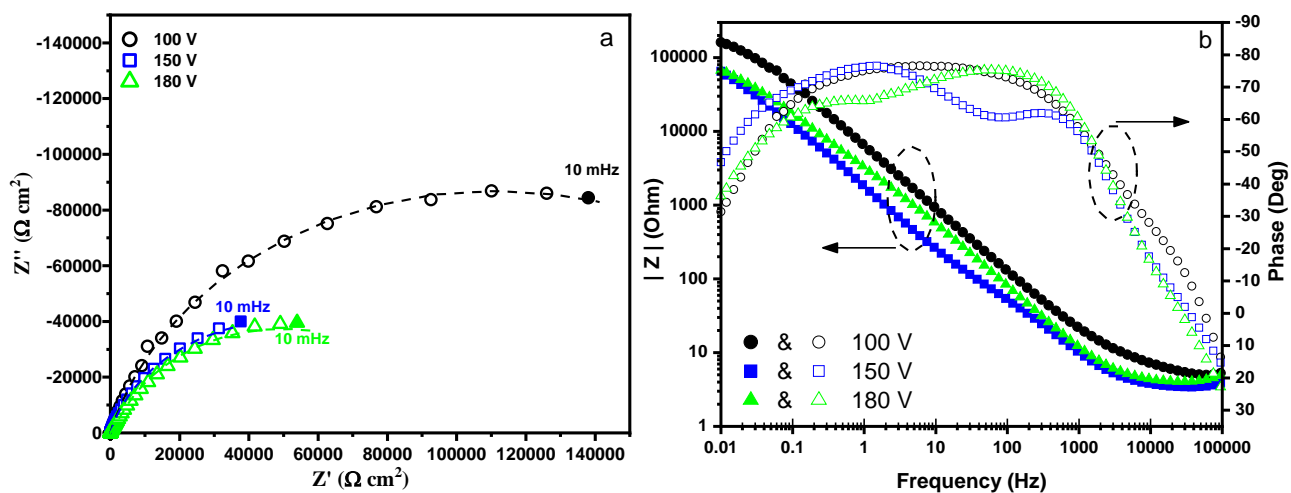 a
100 V
150 V
180 V
-140000
-120000
-100000
-80000
-60000
-40000
-20000
0
Z'' (Ω cm²)
10 mHz
10 mHz
10 mHz
0 20000 40000 60000 80000 100000 120000 140000
Z' (Ω cm²)
b
100000
10000
1000
100
10
1
| Z | (Ohm)
& 100 V
& 150 V
& 180 V
-90
-80
-70
-60
-50
-40
-30
-20
-10
0
10
20
30
Phase (Deg)
0.01 0.1 1 10 100 1000 10000 100000
Frequency (Hz)